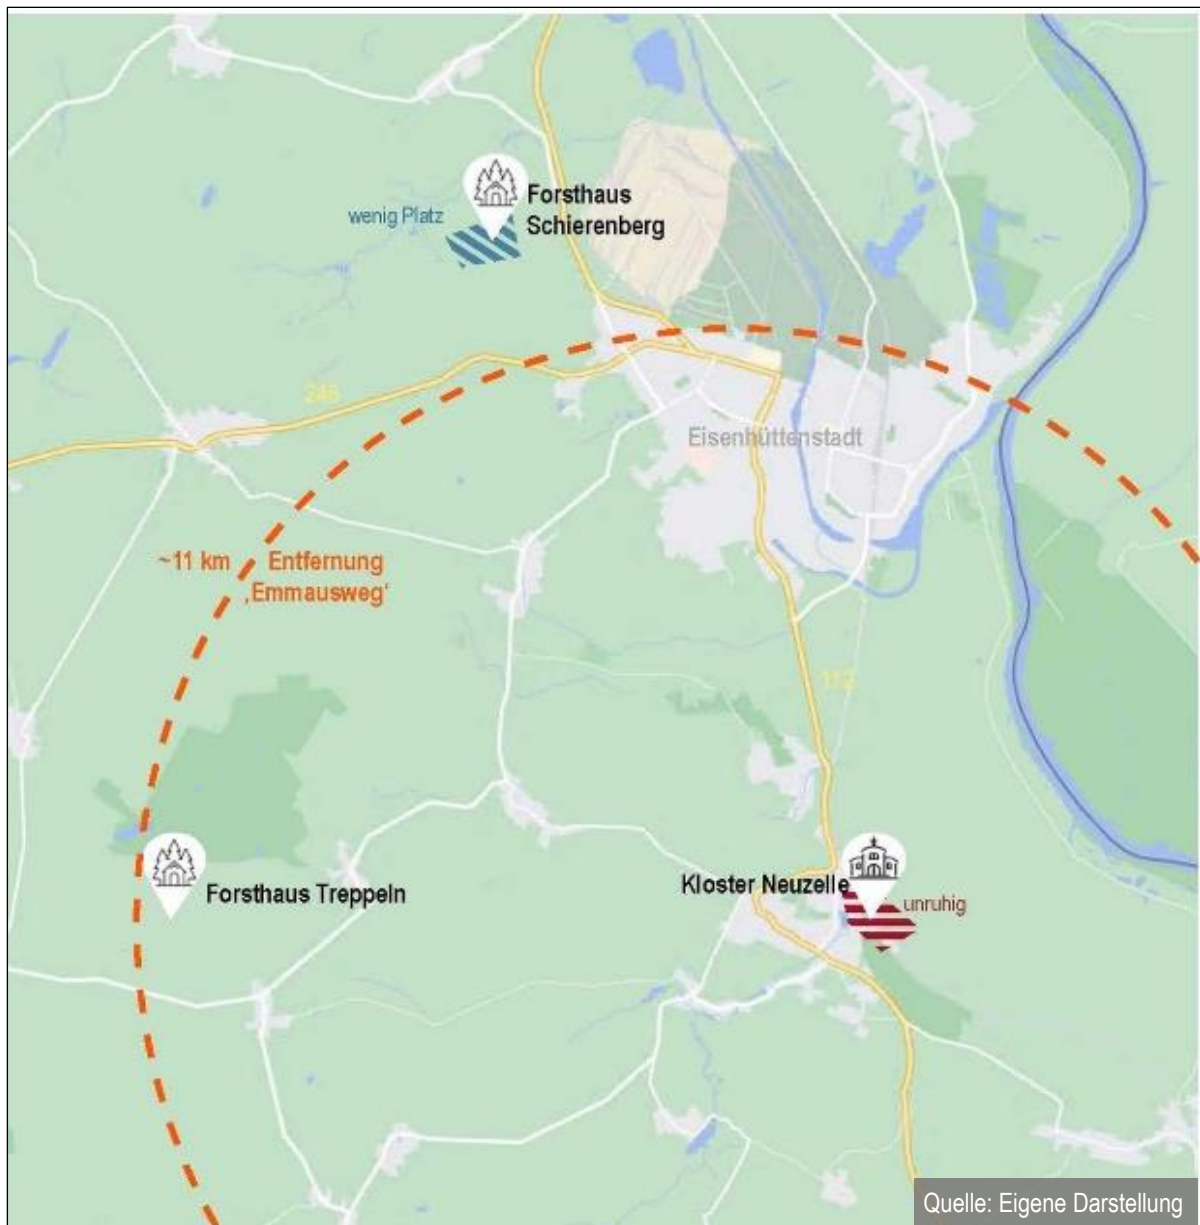 Forsthaus
Schierenberg
wenig Platz
246
Eisenhüttenstadt
~11 km Entfernung
‚Emmausweg‘
112
Forsthaus Treppeln
Kloster Neuzelle
unruhig
Quelle: Eigene Darstellung